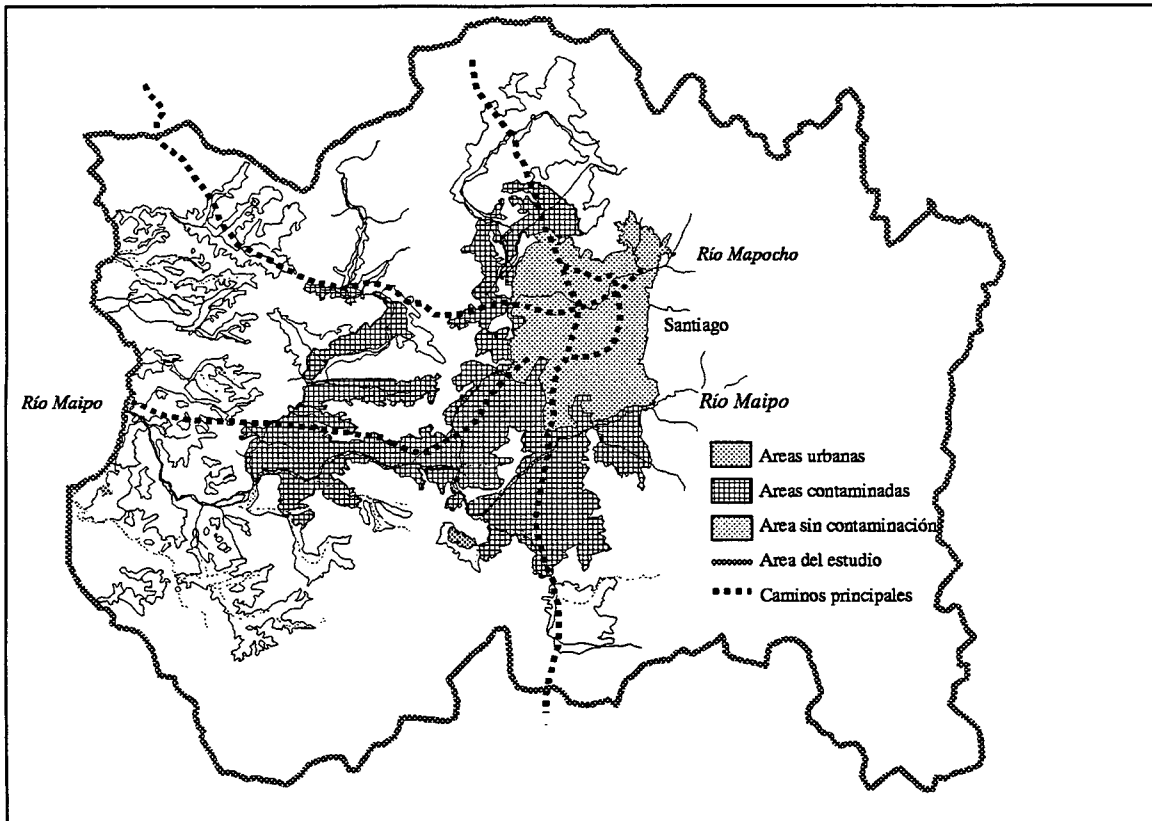 Río Mapocho
Santiago
Río Maipo
Río Maipo
Areas urbanas
Areas contaminadas
Area sin contaminación
Area del estudio
Caminos principales